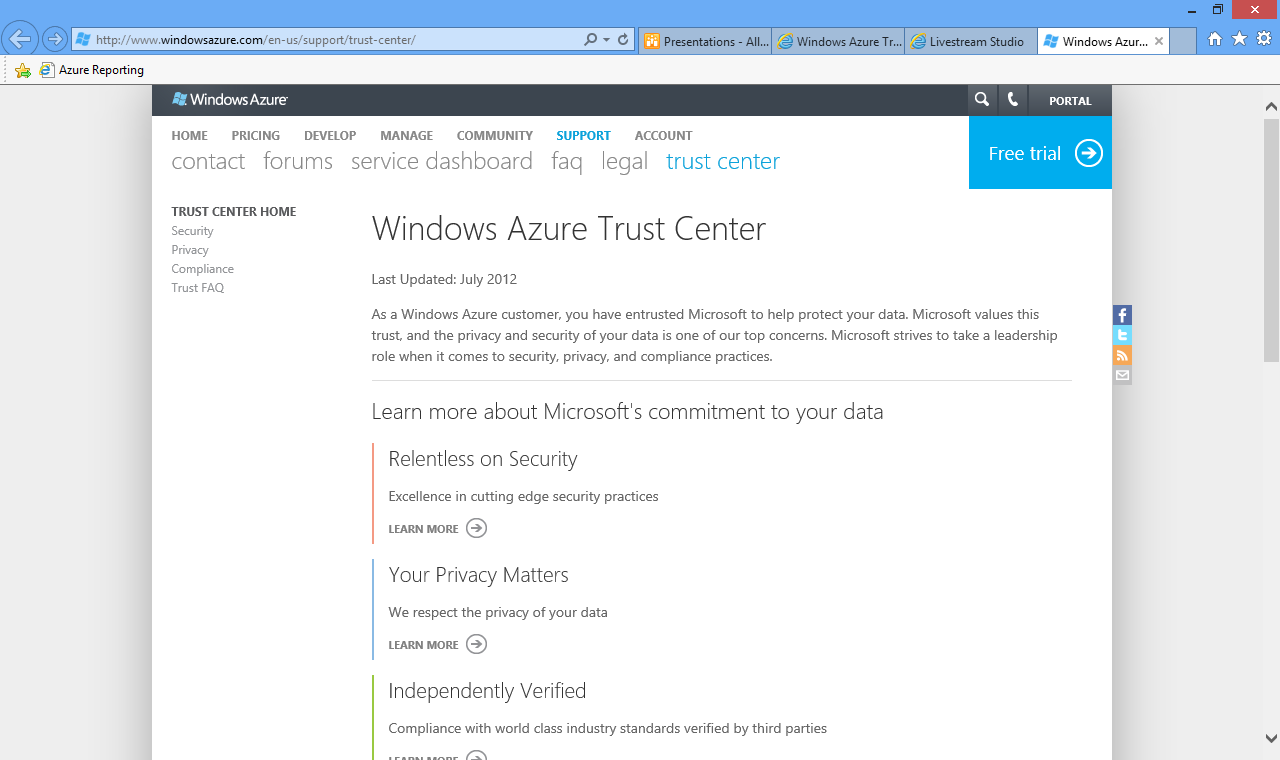 http://www.windowsazure.com/en-us/support/trust-center/
Presentations - All...
Windows Azure Tr...
Livestream Studio
Windows Azur...
Azure Reporting
Windows Azure
PORTAL
HOME PRICING DEVELOP MANAGE COMMUNITY SUPPORT ACCOUNT
contact forums service dashboard faq legal trust center
Free trial
TRUST CENTER HOME
Security
Privacy
Compliance
Trust FAQ
Windows Azure Trust Center
Last Updated: July 2012
As a Windows Azure customer, you have entrusted Microsoft to help protect your data. Microsoft values this
trust, and the privacy and security of your data is one of our top concerns. Microsoft strives to take a leadership
role when it comes to security, privacy, and compliance practices.
Learn more about Microsoft's commitment to your data
Relentless on Security
Excellence in cutting edge security practices
LEARN MORE
Your Privacy Matters
We respect the privacy of your data
LEARN MORE
Independently Verified
Compliance with world class industry standards verified by third parties
LEARN MORE